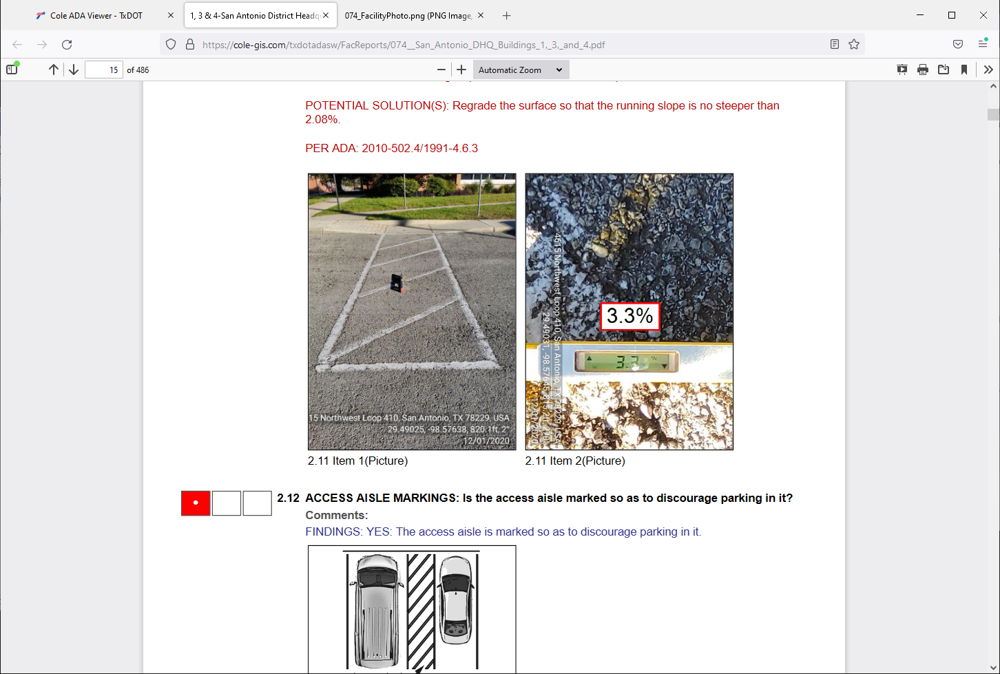 Cole ADA Viewer - TxDOT
1, 3 & 4-San Antonio District Headq
074_FacilityPhoto.png (PNG Image,
https://cole-gis.com/txdotadasw/FacReports/074__San_Antonio_DHQ_Buildings_1,_3,_and_4.pdf
15 of 486
Automatic Zoom
POTENTIAL SOLUTION(S): Regrade the surface so that the running slope is no steeper than
2.08%.
PER ADA: 2010-502.4/1991-4.6.3
15 Northwest Loop 410, San Antonio, TX 78229, USA
29.49025, -98.57638, 820.1ft, 2°
12/01/2020
4615 Northwest Loop 410, San Antonio, TX 78229, USA
29.49031, -98.57645,
12/01/2020
3.3%
3.3 %
2.11 Item 1(Picture)
2.11 Item 2(Picture)
2.12 ACCESS AISLE MARKINGS: Is the access aisle marked so as to discourage parking in it?
Comments:
FINDINGS: YES: The access aisle is marked so as to discourage parking in it.